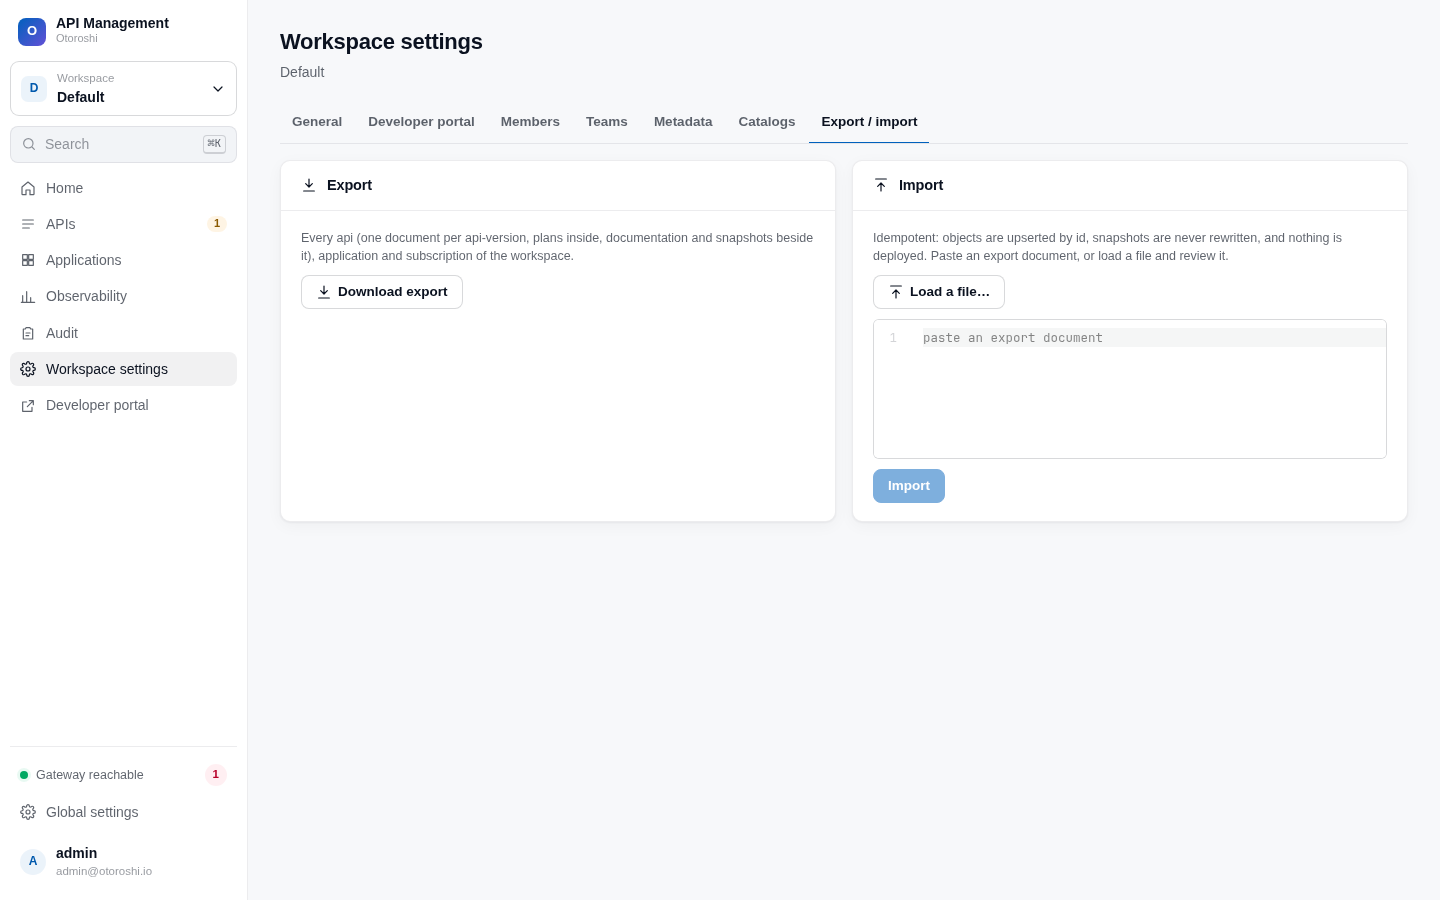 O
API Management
Otoroshi
D
Workspace
Default
Search
⌘K
Home
APIs
1
Applications
Observability
Audit
Workspace settings
Developer portal
Gateway reachable
1
Global settings
A
admin
admin@otoroshi.io
Workspace settings
Default
General
Developer portal
Members
Teams
Metadata
Catalogs
Export / import
Export
Every api (one document per api-version, plans inside, documentation and snapshots beside
it), application and subscription of the workspace.
Download export
Import
Idempotent: objects are upserted by id, snapshots are never rewritten, and nothing is
deployed. Paste an export document, or load a file and review it.
Load a file…
1
paste an export document
Import